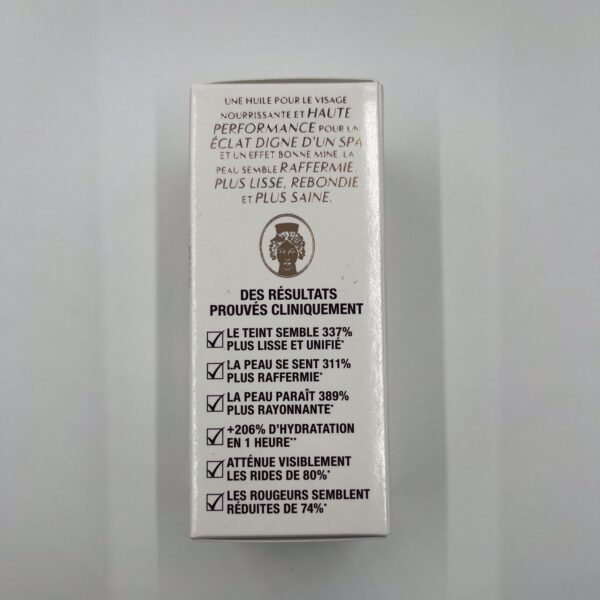 UNE HUILE POUR LE VISAGE
NOURRISSANTE ET HAUTE
PERFORMANCE POUR UN
ÉCLAT DIGNE D'UN SPA
ET UN EFFET BONNE MINE. LA
PEAU SEMBLE RAFFERMIE,
PLUS LISSE, REBONDIE
ET PLUS SAINE.
DES RÉSULTATS
PROUVÉS CLINIQUEMENT
LE TEINT SEMBLE 337%
PLUS LISSE ET UNIFIÉ*
LA PEAU SE SENT 311%
PLUS RAFFERMIE*
LA PEAU PARAÎT 389%
PLUS RAYONNANTE*
+206% D'HYDRATATION
EN 1 HEURE**
ATTÉNUE VISIBLEMENT
LES RIDES DE 80%*
LES ROUGEURS SEMBLENT
RÉDUITES DE 74%*